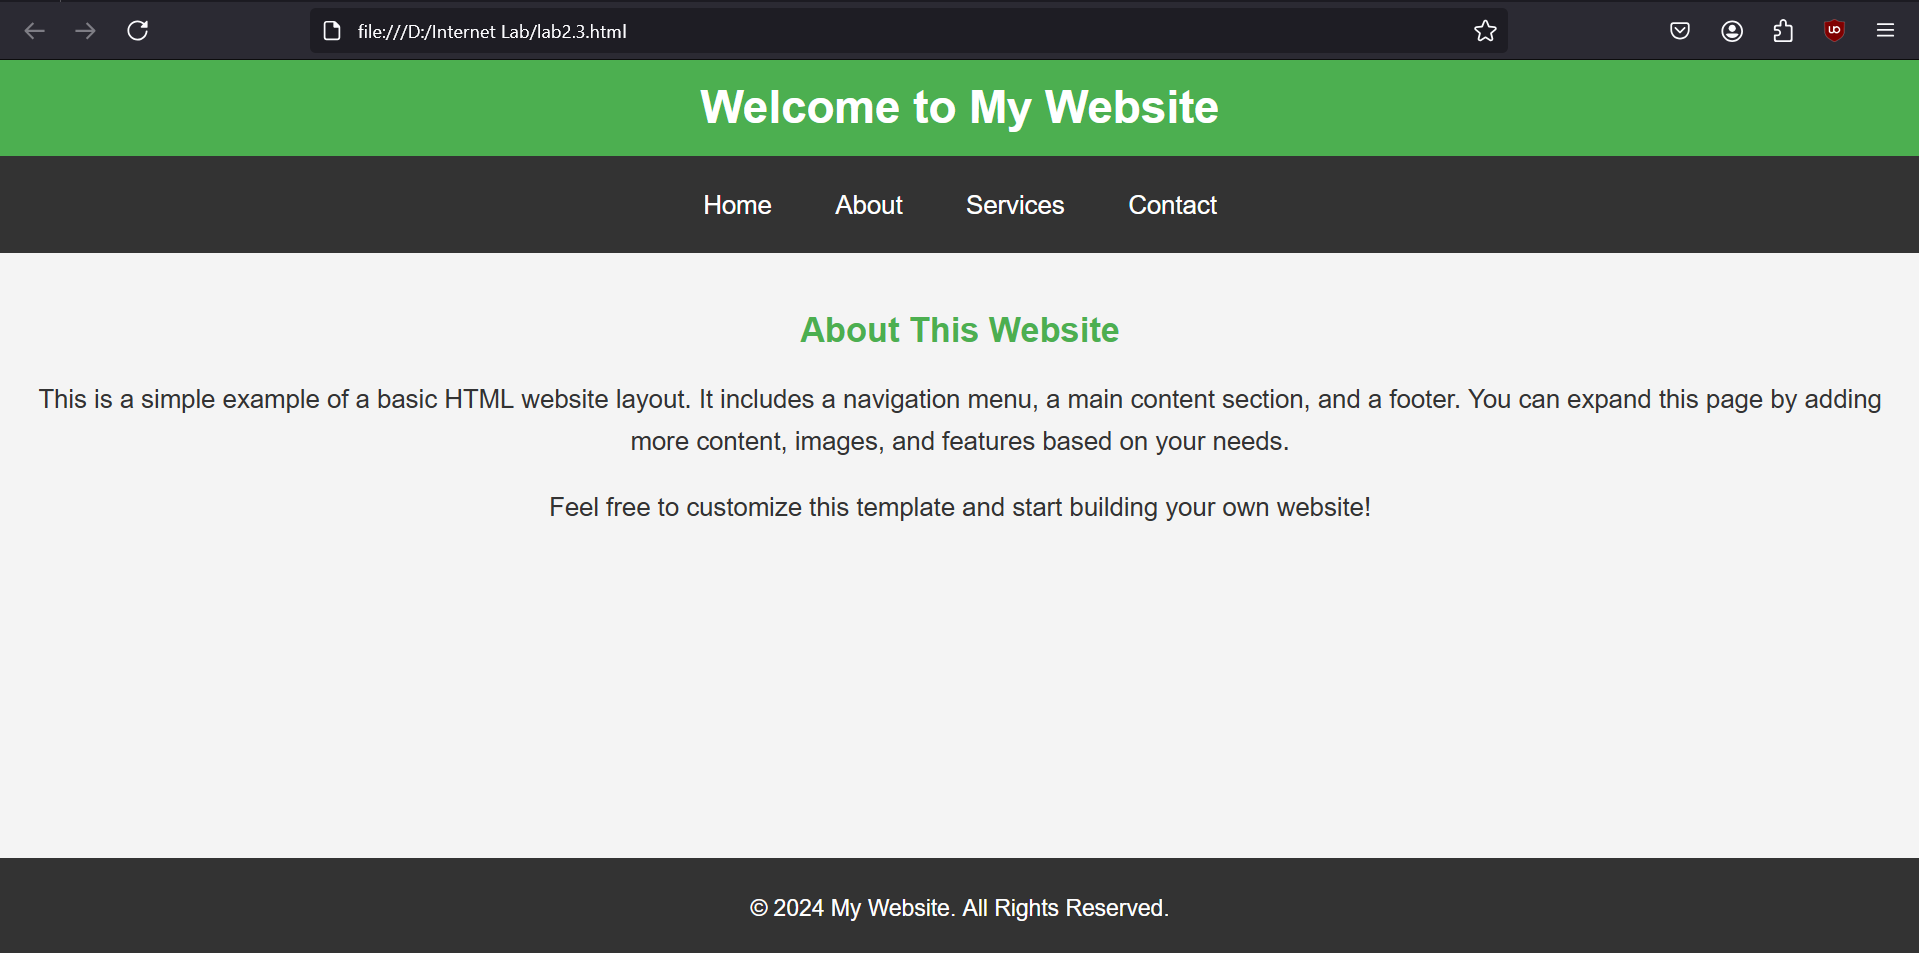 file:///D:/Internet Lab/lab2.3.html
Welcome to My Website
Home About Services Contact
About This Website
This is a simple example of a basic HTML website layout. It includes a navigation menu, a main content section, and a footer. You can expand this page by adding
more content, images, and features based on your needs.
Feel free to customize this template and start building your own website!
© 2024 My Website. All Rights Reserved.